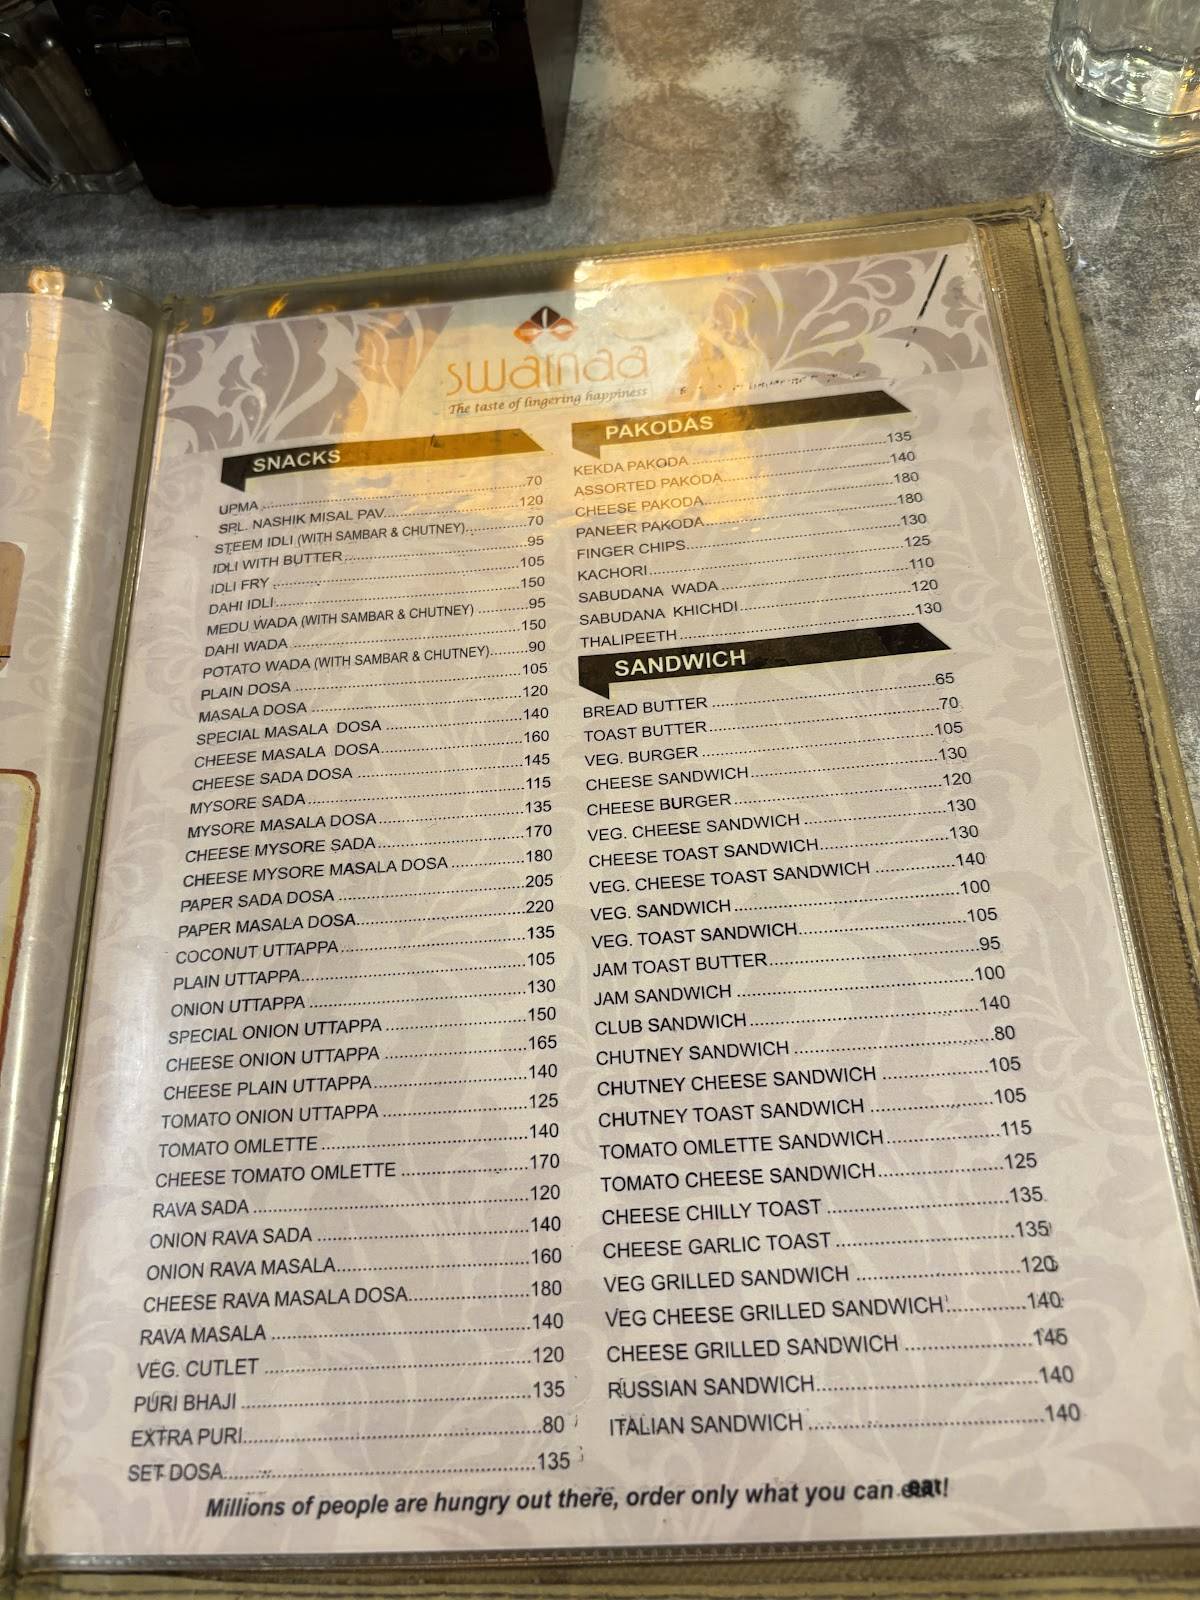 swainaa
The taste of lingering happiness
SNACKS
UPMA 70
SPL. NASHIK MISAL PAV 120
STEEM IDLI (WITH SAMBAR & CHUTNEY) 70
IDLI WITH BUTTER 95
IDLI FRY 105
DAHI IDLI 150
MEDU WADA (WITH SAMBAR & CHUTNEY) 95
DAHI WADA 150
POTATO WADA (WITH SAMBAR & CHUTNEY) 90
PLAIN DOSA 105
MASALA DOSA 120
SPECIAL MASALA DOSA 140
CHEESE MASALA DOSA 160
CHEESE SADA DOSA 145
MYSORE SADA 115
MYSORE MASALA DOSA 135
CHEESE MYSORE SADA 170
CHEESE MYSORE MASALA DOSA 180
PAPER SADA DOSA 205
PAPER MASALA DOSA 220
COCONUT UTTAPPA 135
PLAIN UTTAPPA 105
ONION UTTAPPA 130
SPECIAL ONION UTTAPPA 150
CHEESE ONION UTTAPPA 165
CHEESE PLAIN UTTAPPA 140
TOMATO ONION UTTAPPA 125
TOMATO OMLETTE 140
CHEESE TOMATO OMLETTE 170
RAVA SADA 120
ONION RAVA SADA 140
ONION RAVA MASALA 160
CHEESE RAVA MASALA DOSA 180
RAVA MASALA 140
VEG. CUTLET 120
PURI BHAJI 135
EXTRA PURI 80
SET DOSA 135
PAKODAS
KEKDA PAKODA 135
ASSORTED PAKODA 140
CHEESE PAKODA 180
PANEER PAKODA 180
FINGER CHIPS 130
KACHORI 125
SABUDANA WADA 110
SABUDANA KHICHDI 120
THALIPEETH 130
SANDWICH
BREAD BUTTER 65
TOAST BUTTER 70
VEG. BURGER 105
CHEESE SANDWICH 130
CHEESE BURGER 120
VEG. CHEESE SANDWICH 130
CHEESE TOAST SANDWICH 130
VEG. CHEESE TOAST SANDWICH 140
VEG. SANDWICH 100
VEG. TOAST SANDWICH 105
JAM TOAST BUTTER 95
JAM SANDWICH 100
CLUB SANDWICH 140
CHUTNEY SANDWICH 80
CHUTNEY CHEESE SANDWICH 105
CHUTNEY TOAST SANDWICH 105
TOMATO OMLETTE SANDWICH 115
TOMATO CHEESE SANDWICH 125
CHEESE CHILLY TOAST 135
CHEESE GARLIC TOAST 135
VEG GRILLED SANDWICH 120
VEG CHEESE GRILLED SANDWICH 140
CHEESE GRILLED SANDWICH 145
RUSSIAN SANDWICH 140
ITALIAN SANDWICH 140
Millions of people are hungry out there, order only what you can eat!